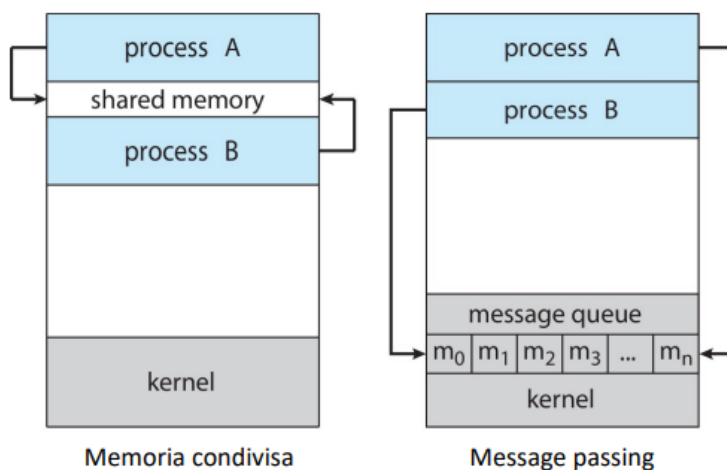 process A
shared memory
process B
kernel
Memoria condivisa
process A
process B
message queue
m0 m1 m2 m3 ... mn
kernel
Message passing